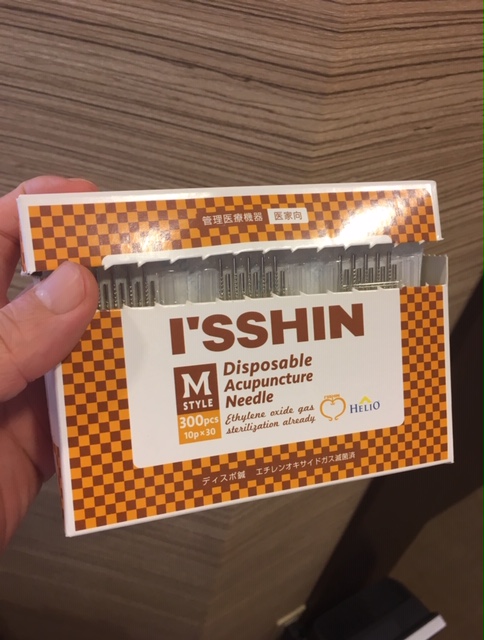 管理医療機器 医家向
I'SSHIN
M
STYLE
300pcs
10p×30
Disposable
Acupuncture
Needle
Ethylene oxide gas
sterilization already
HELIO
ディスポ鍼 エチレンオキサイドガス滅菌済